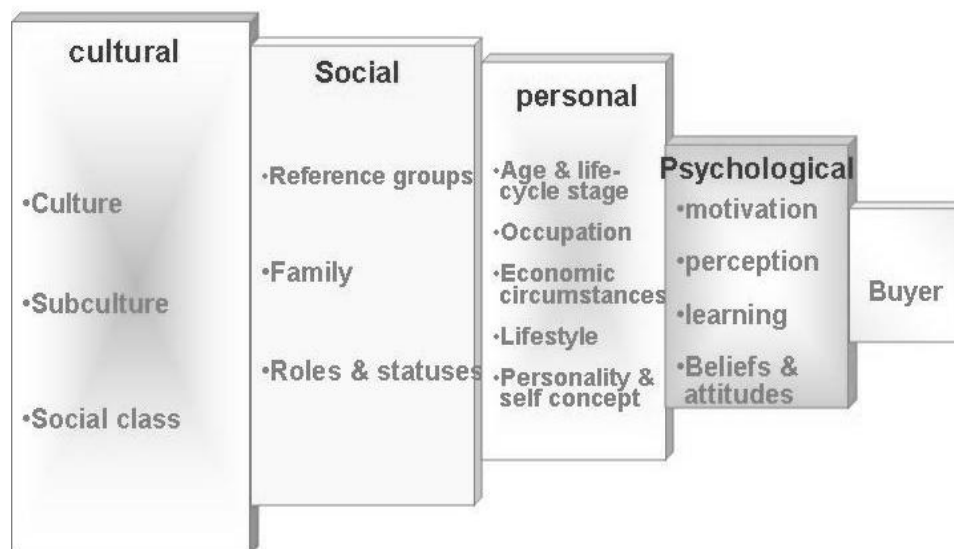 cultural
•Culture
•Subculture
•Social class
Social
•Reference groups
•Family
•Roles & statuses
personal
•Age & life-
cycle stage
•Occupation
•Economic
circumstances
•Lifestyle
•Personality &
self concept
Psychological
•motivation
•perception
•learning
•Beliefs &
attitudes
Buyer